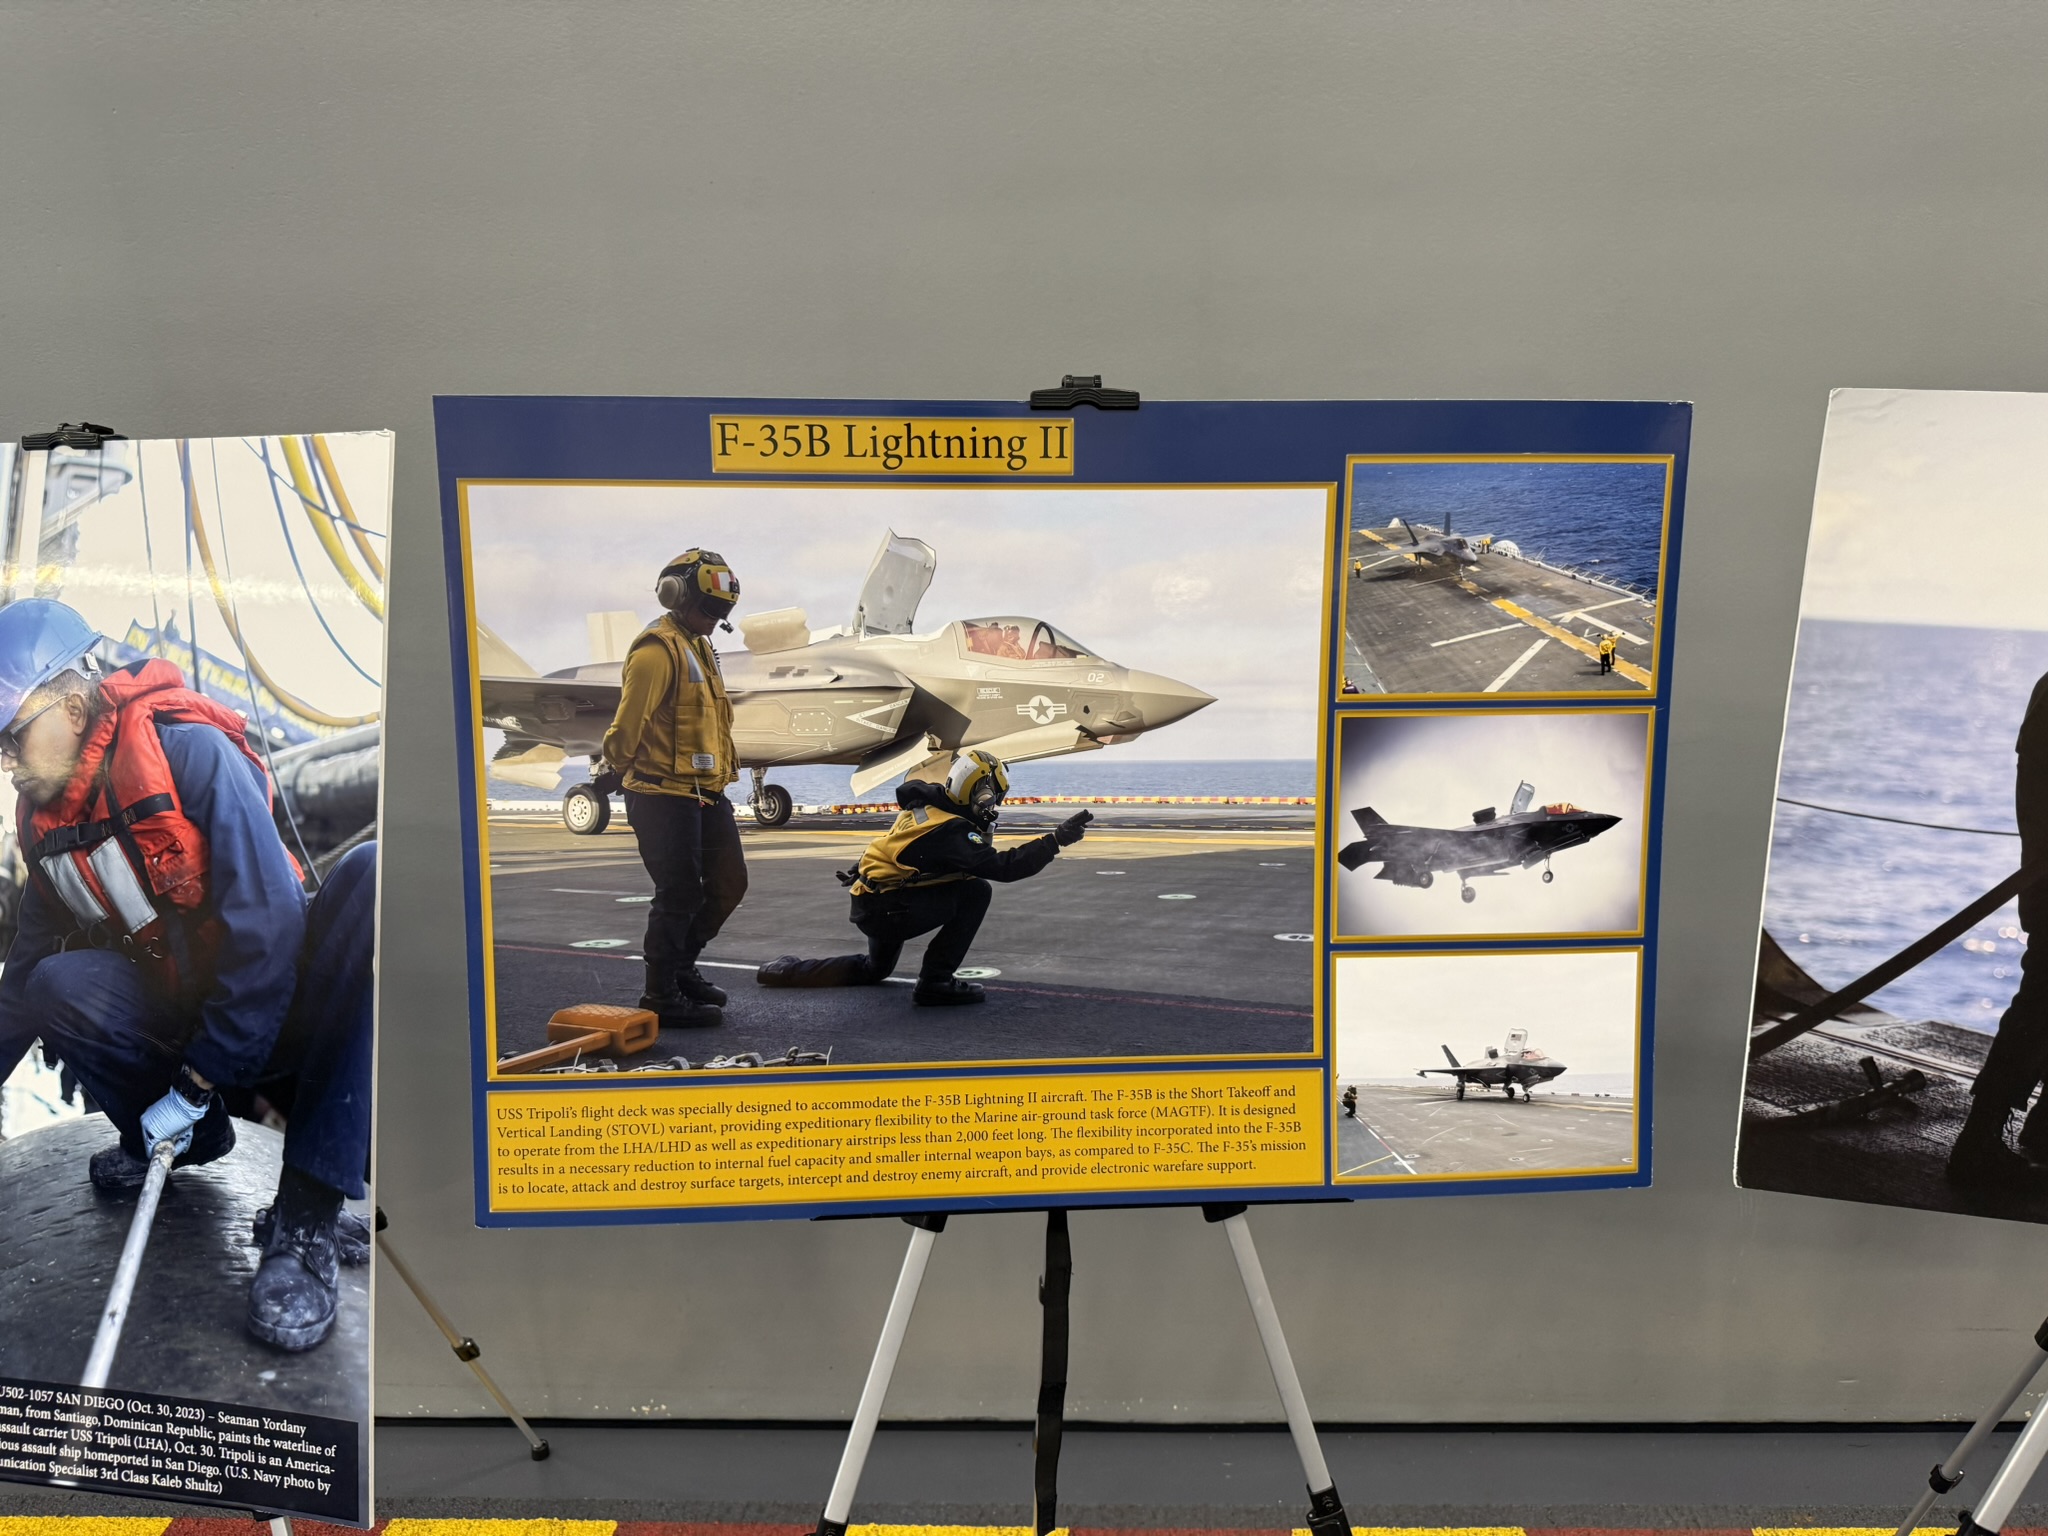 F-35B Lightning II
02
USS Tripoli's flight deck was specially designed to accommodate the F-35B Lightning II aircraft. The F-35B is the Short Takeoff and
Vertical Landing (STOVL) variant, providing expeditionary flexibility to the Marine air-ground task force (MAGTF). It is designed
to operate from the LHA/LHD as well as expeditionary airstrips less than 2,000 feet long. The flexibility incorporated into the F-35B
results in a necessary reduction to internal fuel capacity and smaller internal weapon bays, as compared to F-35C. The F-35's mission
is to locate, attack and destroy surface targets, intercept and destroy enemy aircraft, and provide electronic warefare support.
U502-1057 SAN DIEGO (Oct. 30, 2023) – Seaman Yordany
man, from Santiago, Dominican Republic, paints the waterline of
assault carrier USS Tripoli (LHA), Oct. 30. Tripoli is an America-
ious assault ship homeported in San Diego. (U.S. Navy photo by
unication Specialist 3rd Class Kaleb Shultz)